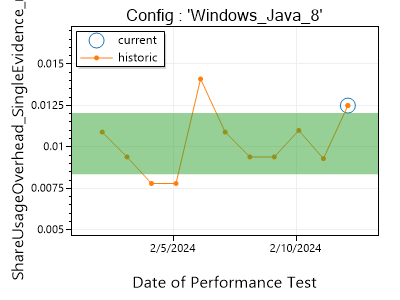 Config : 'Windows_Java_8'
current
historic
0.015
0.0125
0.01
0.0075
0.005
ShareUsageOverhead_SingleEvidence_
2/5/2024
2/10/2024
Date of Performance Test